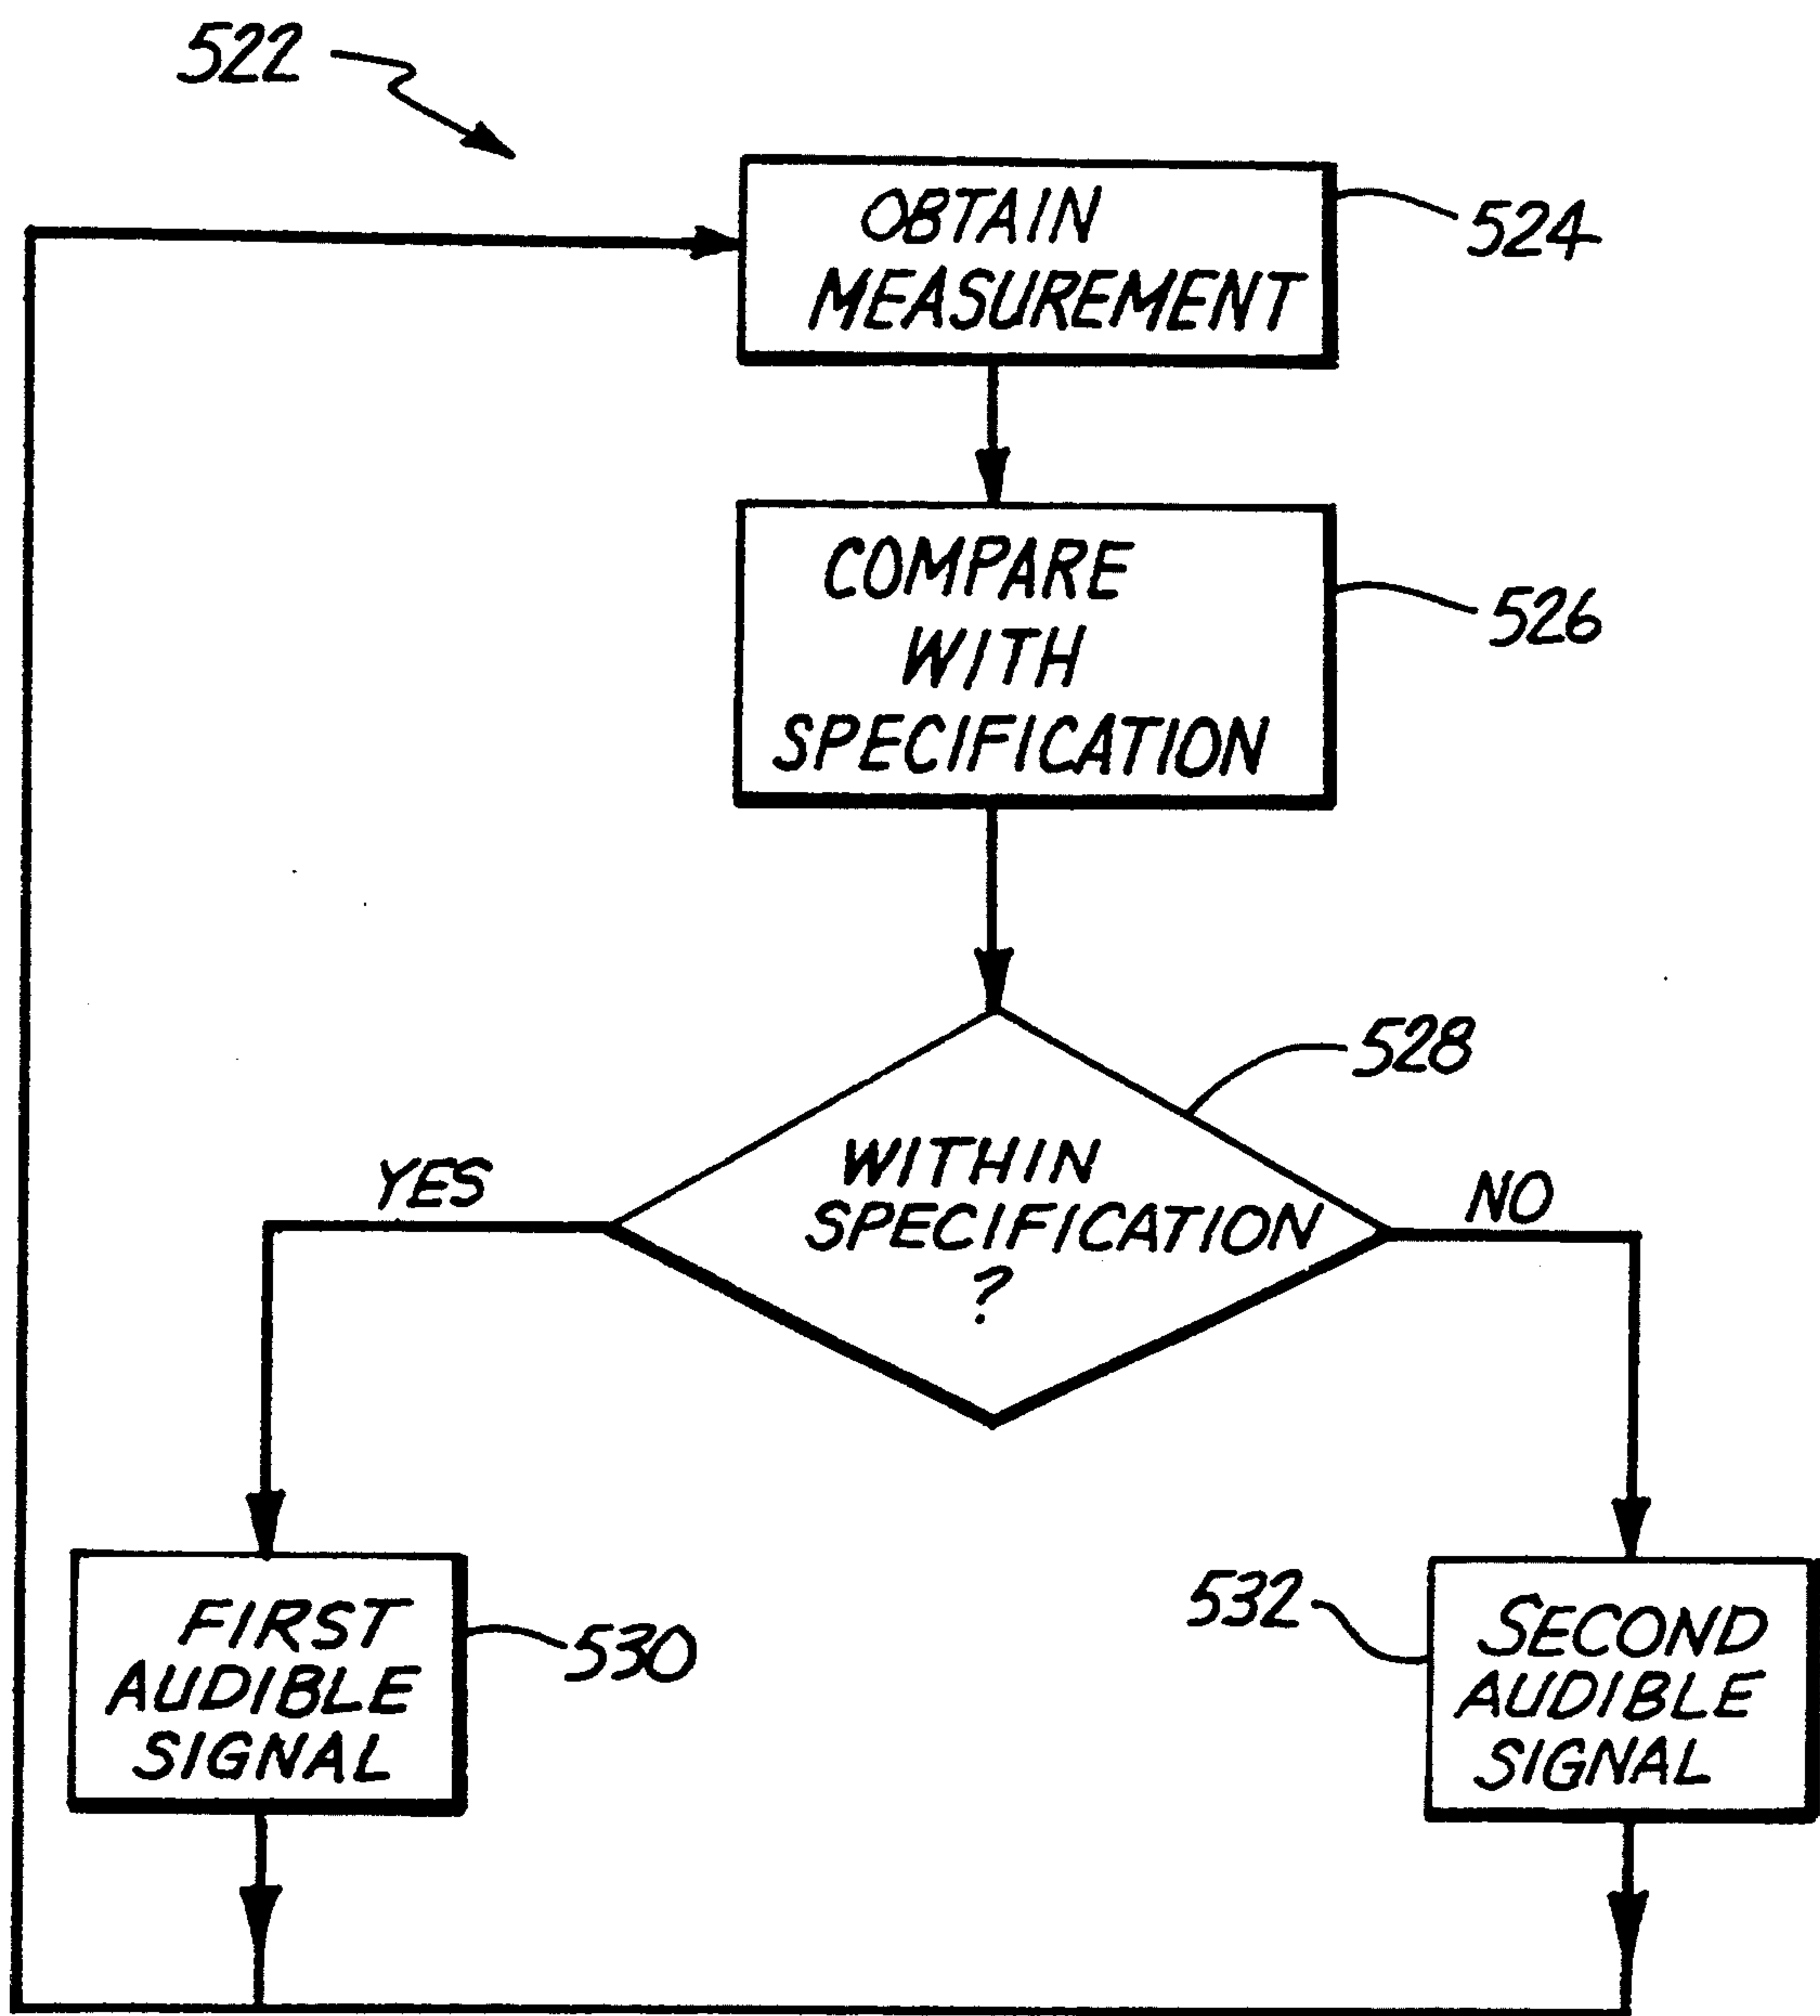 522
OBTAIN
MEASUREMENT
524
COMPARE
WITH
SPECIFICATION
526
528
WITHIN
SPECIFICATION
?
YES
NO
FIRST
AUDIBLE
SIGNAL
530
532
SECOND
AUDIBLE
SIGNAL